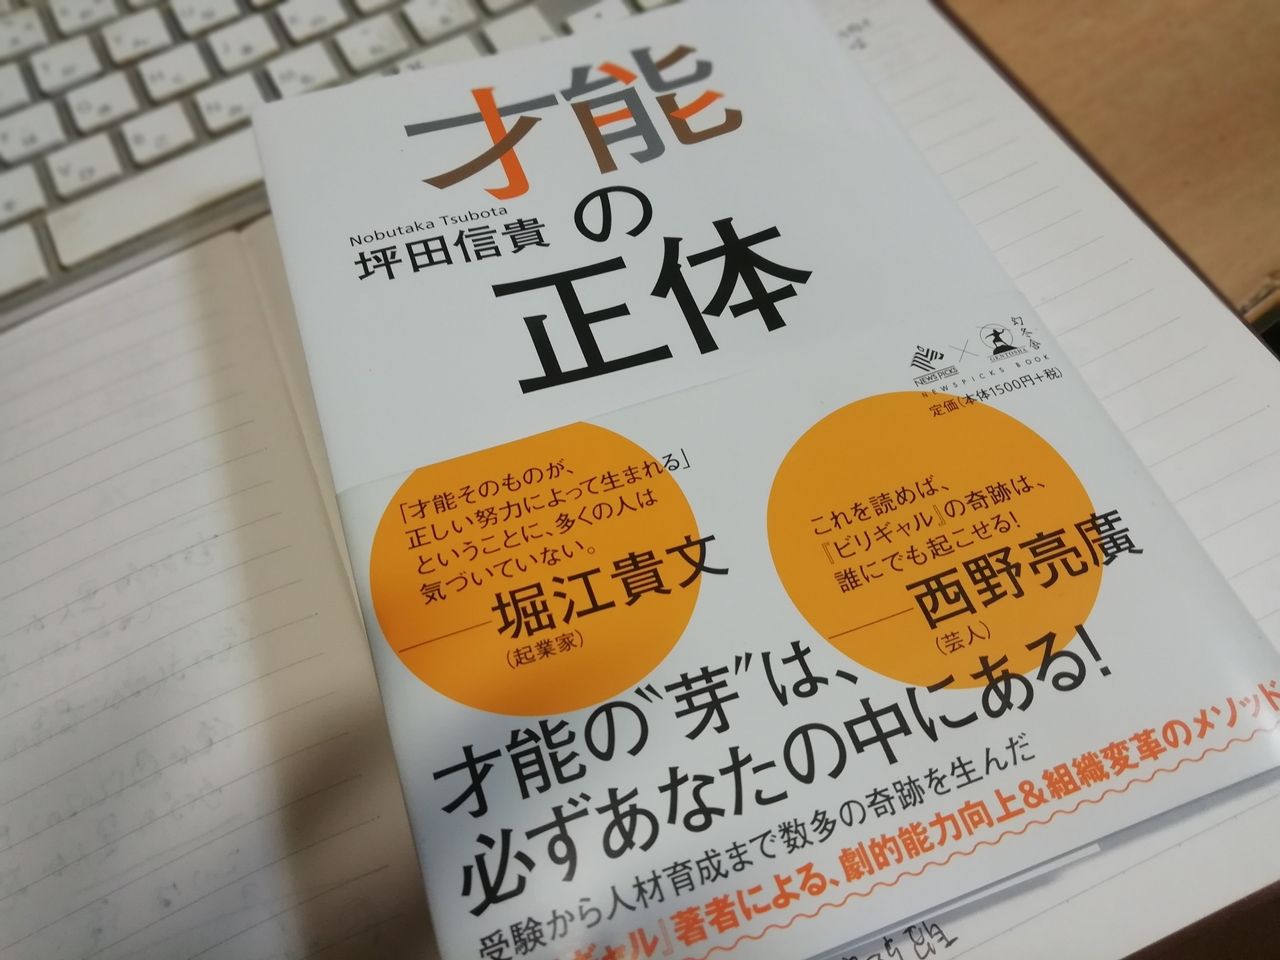 才能
の
正体
Nobutaka Tsubota
坪田信貴
NEWS PICKS
×
幻冬舎
GENTOSHA
NEWSPICKS BOOK
定価(本体1500円+税)
「才能そのものが、
正しい努力によって生まれる」
ということに、多くの人は
気づいていない。
――堀江貴文
(起業家)
これを読めば、
『ビリギャル』の奇跡は、
誰にでも起こせる!
――西野亮廣
(芸人)
才能の“芽”は、
必ずあなたの中にある!
受験から人材育成まで数多の奇跡を生んだ
ギャル』著者による、劇的能力向上&組織変革のメソッド